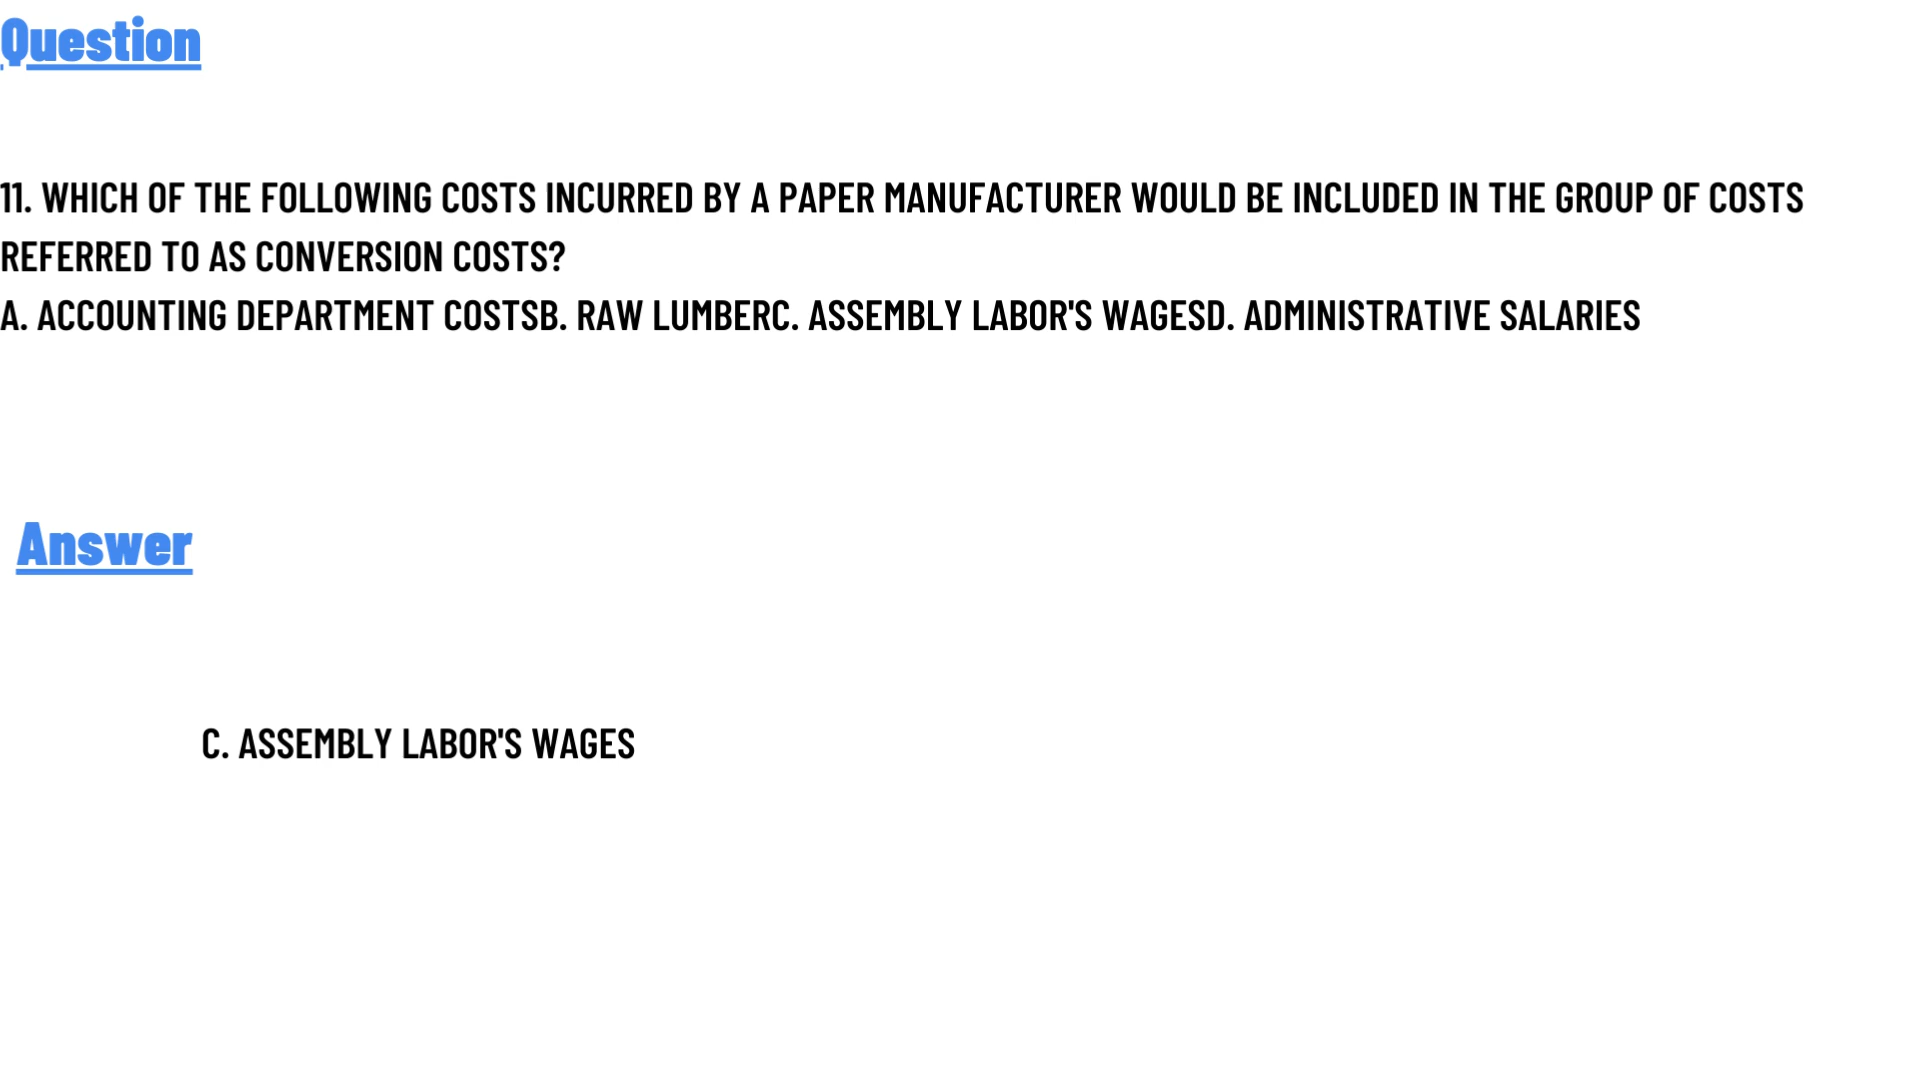 Question
11. WHICH OF THE FOLLOWING COSTS INCURRED BY A PAPER MANUFACTURER WOULD BE INCLUDED IN THE GROUP OF COSTS
REFERRED TO AS CONVERSION COSTS?
A. ACCOUNTING DEPARTMENT COSTSB. RAW LUMBERC. ASSEMBLY LABOR'S WAGESD. ADMINISTRATIVE SALARIES
Answer
C. ASSEMBLY LABOR'S WAGES